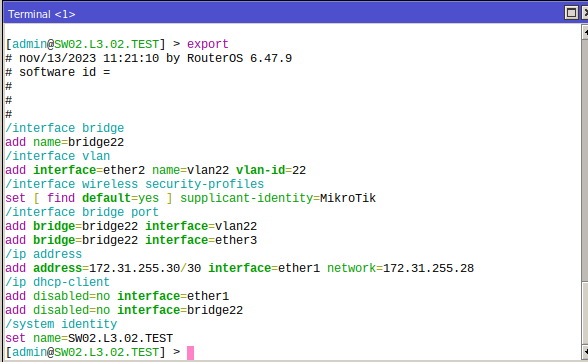 Terminal <1>
[admin@SW02.L3.02.TEST] > export
# nov/13/2023 11:21:10 by RouterOS 6.47.9
# software id =
#
#
#
/interface bridge
add name=bridge22
/interface vlan
add interface=ether2 name=vlan22 vlan-id=22
/interface wireless security-profiles
set [ find default=yes ] supplicant-identity=MikroTik
/interface bridge port
add bridge=bridge22 interface=vlan22
add bridge=bridge22 interface=ether3
/ip address
add address=172.31.255.30/30 interface=ether1 network=172.31.255.28
/ip dhcp-client
add disabled=no interface=ether1
add disabled=no interface=bridge22
/system identity
set name=SW02.L3.02.TEST
[admin@SW02.L3.02.TEST] >